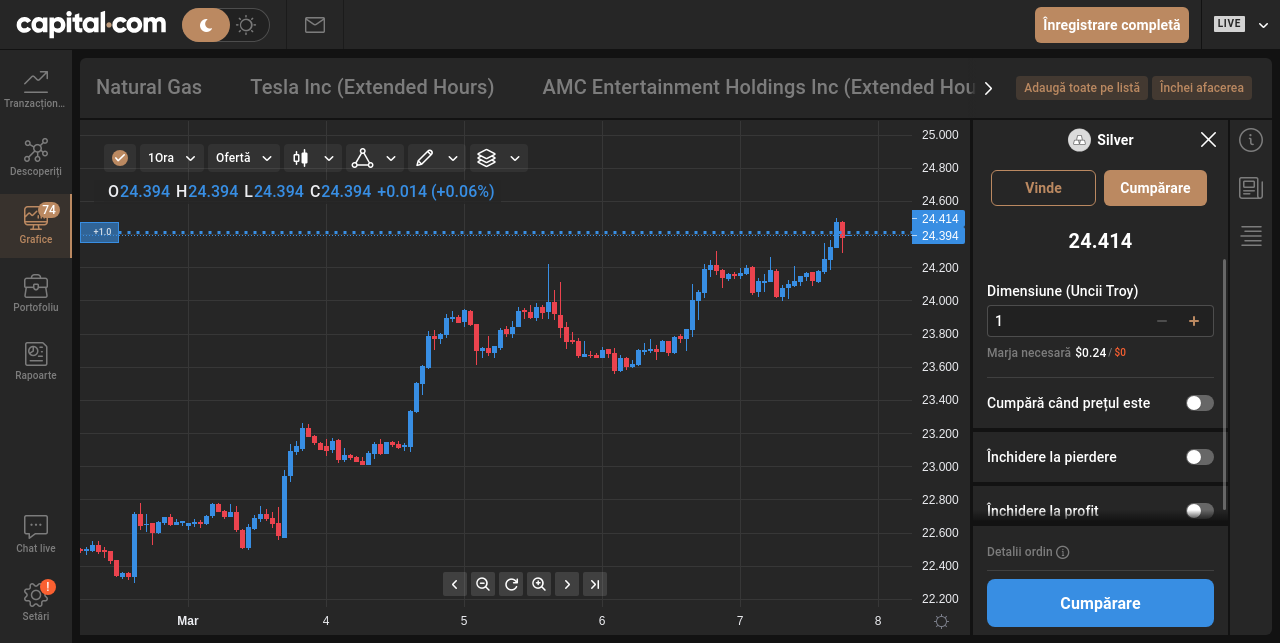 capital.com
Înregistrare completă
LIVE
Tranzacțion...
Descoperiți
74
Grafice
Portofoliu
Rapoarte
Chat live
!
Setări
Natural Gas
Tesla Inc (Extended Hours)
AMC Entertainment Holdings Inc (Extended Hou
Adaugă toate pe listă
Închei afacerea
1Ora
Ofertă
O24.394 H24.394 L24.394 C24.394 +0.014 (+0.06%)
+1.0
25.000
24.800
24.600
24.414
24.394
24.200
24.000
23.800
23.600
23.400
23.200
23.000
22.800
22.600
22.400
22.200
Mar
4
5
6
7
8
Silver
Vinde
Cumpărare
24.414
Dimensiune (Uncii Troy)
1
Marja necesară $0.24 / $0
Cumpără când prețul este
Închidere la pierdere
Închidere la profit
Detalii ordin
Cumpărare